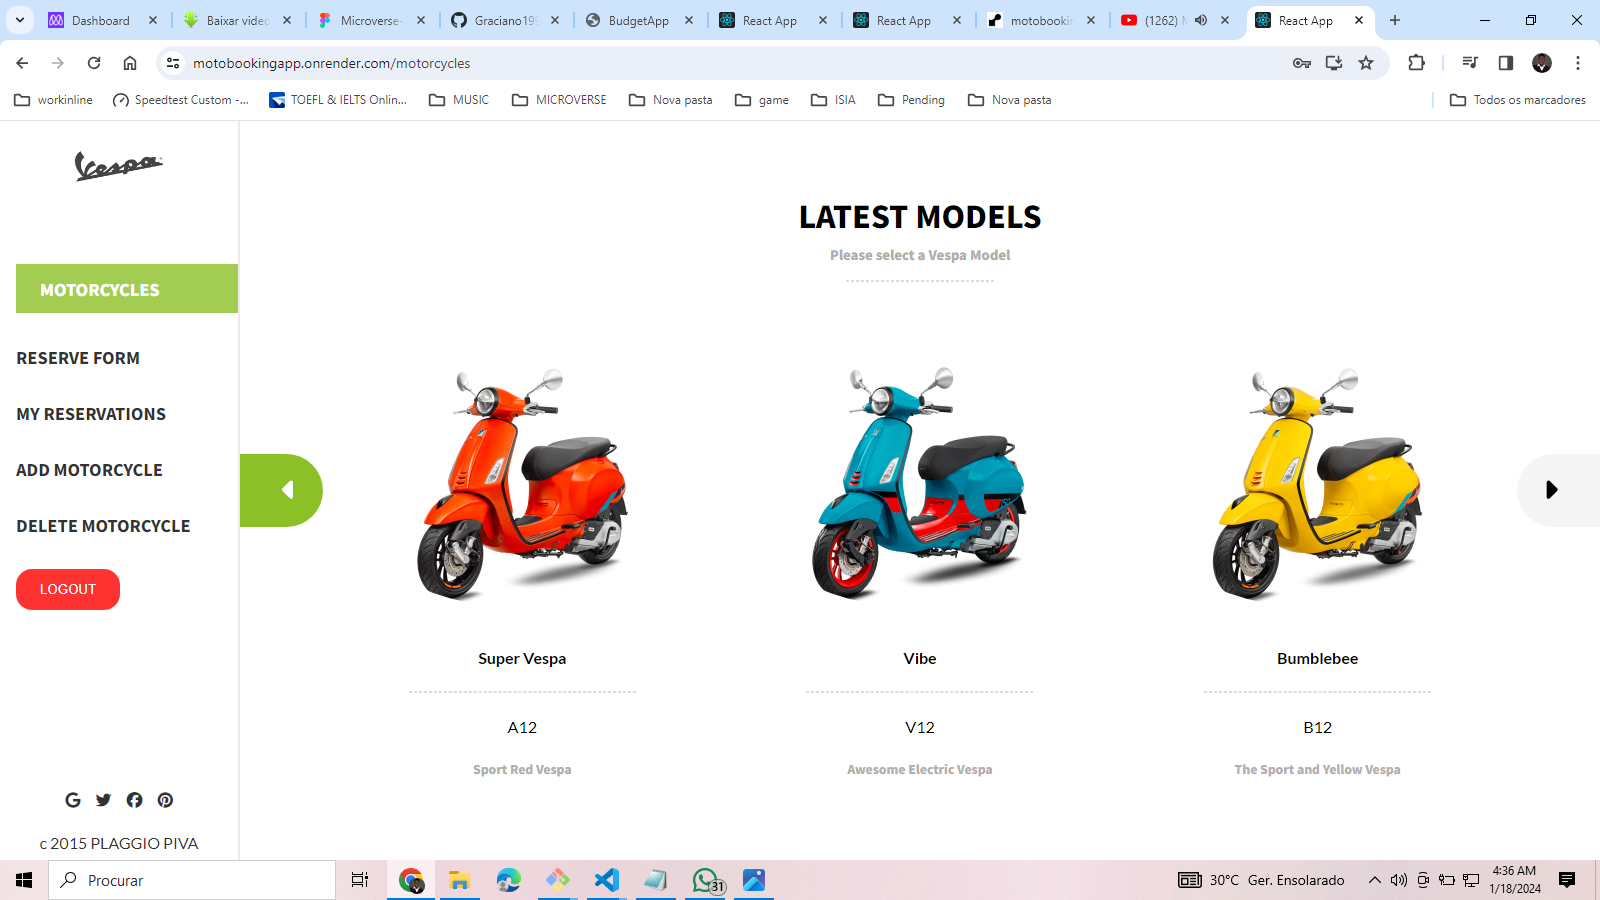 Dashboard
Baixar video
Microverse-
Graciano199
BudgetApp
React App
React App
motobookin
(1262) M
React App
motobookingapp.onrender.com/motorcycles
workinline
Speedtest Custom -...
TOEFL & IELTS Onlin...
MUSIC
MICROVERSE
Nova pasta
game
ISIA
Pending
Nova pasta
Todos os marcadores
Vespa
MOTORCYCLES
RESERVE FORM
MY RESERVATIONS
ADD MOTORCYCLE
DELETE MOTORCYCLE
LOGOUT
c 2015 PLAGGIO PIVA
LATEST MODELS
Please select a Vespa Model
Super Vespa
A12
Sport Red Vespa
Vibe
V12
Awesome Electric Vespa
Bumblebee
B12
The Sport and Yellow Vespa
Procurar
31
30°C Ger. Ensolarado
4:36 AM
1/18/2024